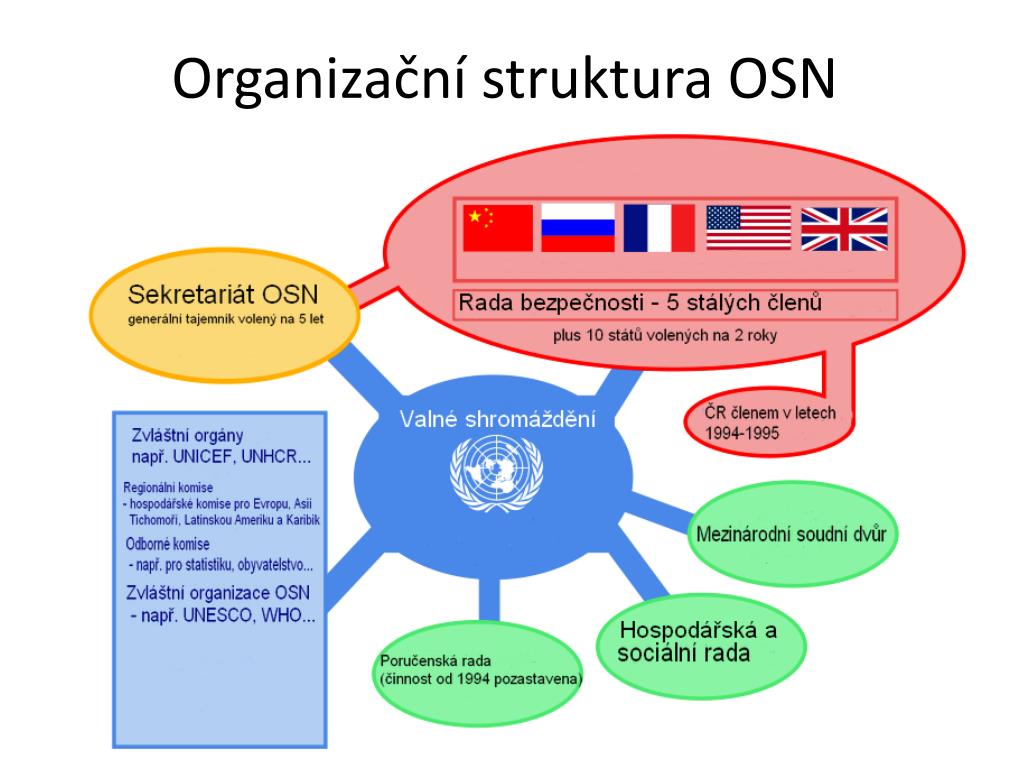 Organizační struktura OSN
Rada bezpečnosti - 5 stálých členů
plus 10 států volených na 2 roky
ČR členem v letech
1994-1995
Sekretariát OSN
generální tajemník volený na 5 let
Valné shromáždění
Zvláštní orgány
např. UNICEF, UNHCR...
Regionální komise
- hospodářské komise pro Evropu, Asii
Tichomoří, Latinskou Ameriku a Karibik
Odborné komise
- např. pro statistiku, obyvatelstvo...
Zvláštní organizace OSN
- např. UNESCO, WHO...
Mezinárodní soudní dvůr
Hospodářská a
sociální rada
Poručenská rada
(činnost od 1994 pozastavena)